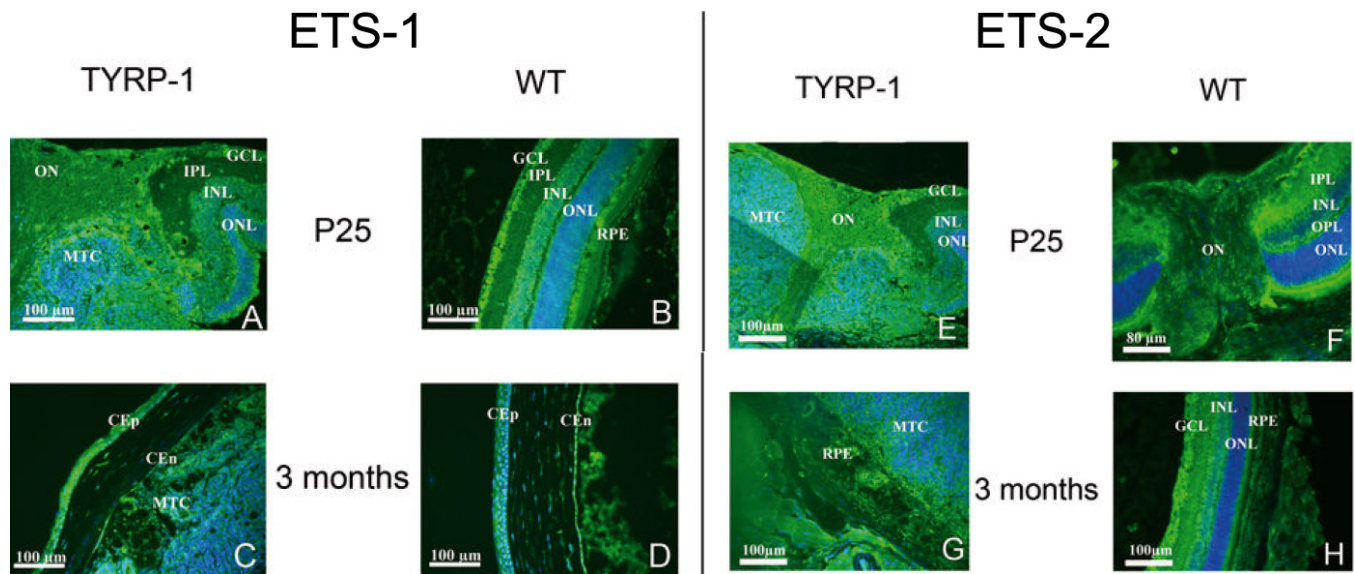 ETS-1
ETS-2
TYRP-1
WT
TYRP-1
WT
ON
IPL
GCL
INL
ONL
MTC
100 µm
A
P25
GCL
IPL
INL
ONL
RPE
100 µm
B
MTC
ON
GCL
INL
ONL
100µm
E
P25
IPL
INL
OPL
ONL
ON
80 µm
F
CEp
CEn
MTC
100 µm
C
3 months
CEp
CEn
100 µm
D
MTC
RPE
100µm
G
3 months
INL
GCL
RPE
ONL
100µm
H